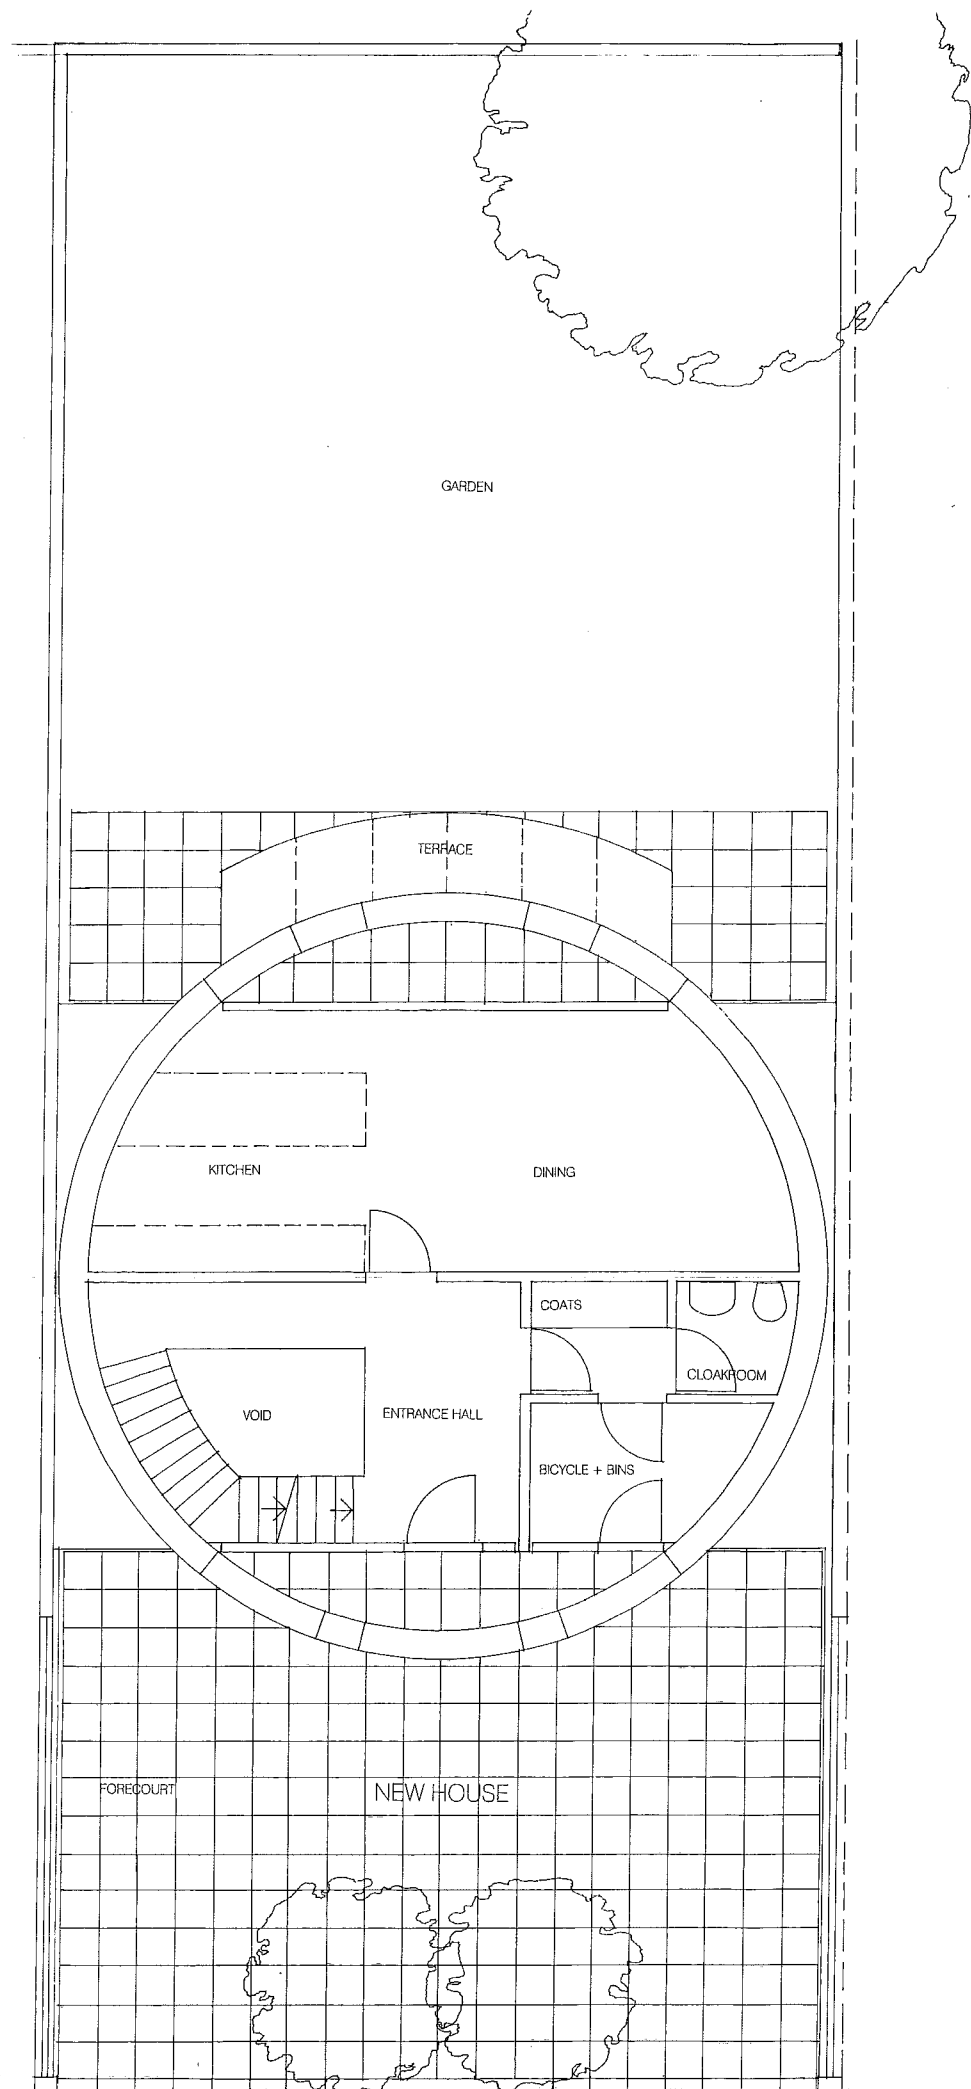 GARDEN
TERRACE
KITCHEN
DINING
COATS
CLOAKROOM
VOID
ENTRANCE HALL
BICYCLE + BINS
FORECOURT
NEW HOUSE